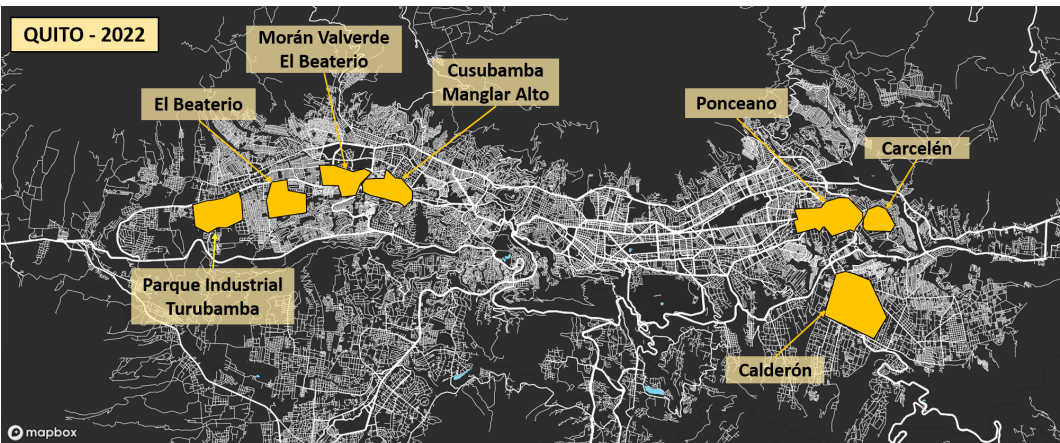 QUITO - 2022
Morán Valverde
El Beaterio
Cusubamba
Manglar Alto
El Beaterio
Ponceano
Carcelén
Parque Industrial
Turubamba
Calderón
mapbox